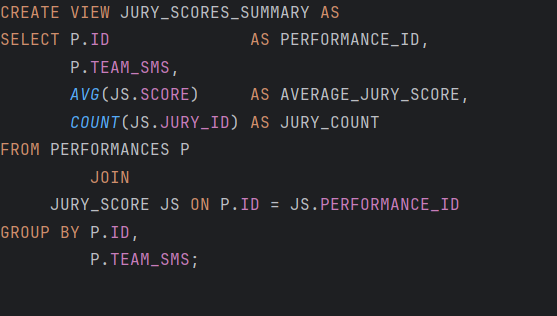 CREATE VIEW JURY_SCORES_SUMMARY AS
SELECT P.ID              AS PERFORMANCE_ID,
       P.TEAM_SMS,
       AVG(JS.SCORE)     AS AVERAGE_JURY_SCORE,
       COUNT(JS.JURY_ID) AS JURY_COUNT
FROM PERFORMANCES P
         JOIN
     JURY_SCORE JS ON P.ID = JS.PERFORMANCE_ID
GROUP BY P.ID,
         P.TEAM_SMS;